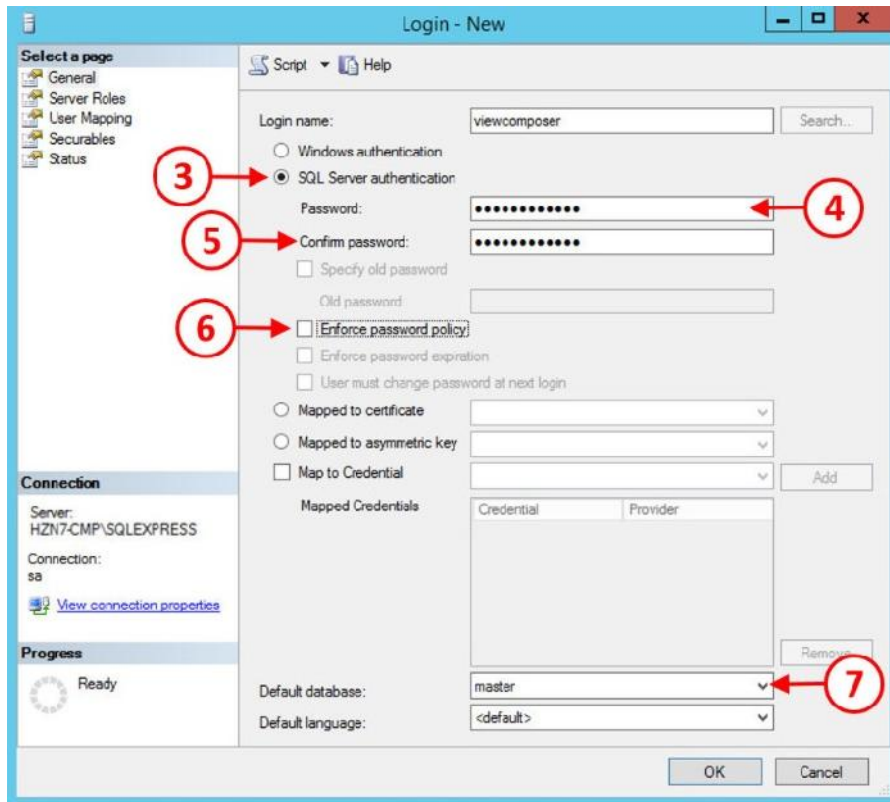 Login - New
Select a page
General
Server Roles
User Mapping
Securables
Status
Script Help
Login name: viewcomposer Search...
Windows authentication
3 SQL Server authentication
Password: ●●●●●●●●●●●● 4
5 Confirm password: ●●●●●●●●●●●●
Specify old password
Old password
6 Enforce password policy
Enforce password expiration
User must change password at next login
Mapped to certificate
Mapped to asymmetric key
Map to Credential Add
Mapped Credentials Credential Provider
Connection
Server:
HZN7-CMP\SQLEXPRESS
Connection:
sa
View connection properties
Progress
Ready
Remove
Default database: master 7
Default language: <default>
OK Cancel